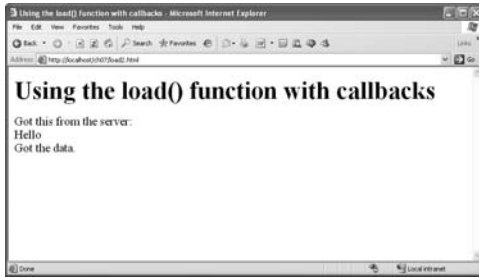 Using the load() function with callbacks - Microsoft Internet Explorer
File Edit View Favorites Tools Help
Back Search Favorites
Address http://localhost/ch07/load2.html Go Links
Using the load() function with callbacks
Got this from the server:
Hello
Got the data.
Done Local intranet